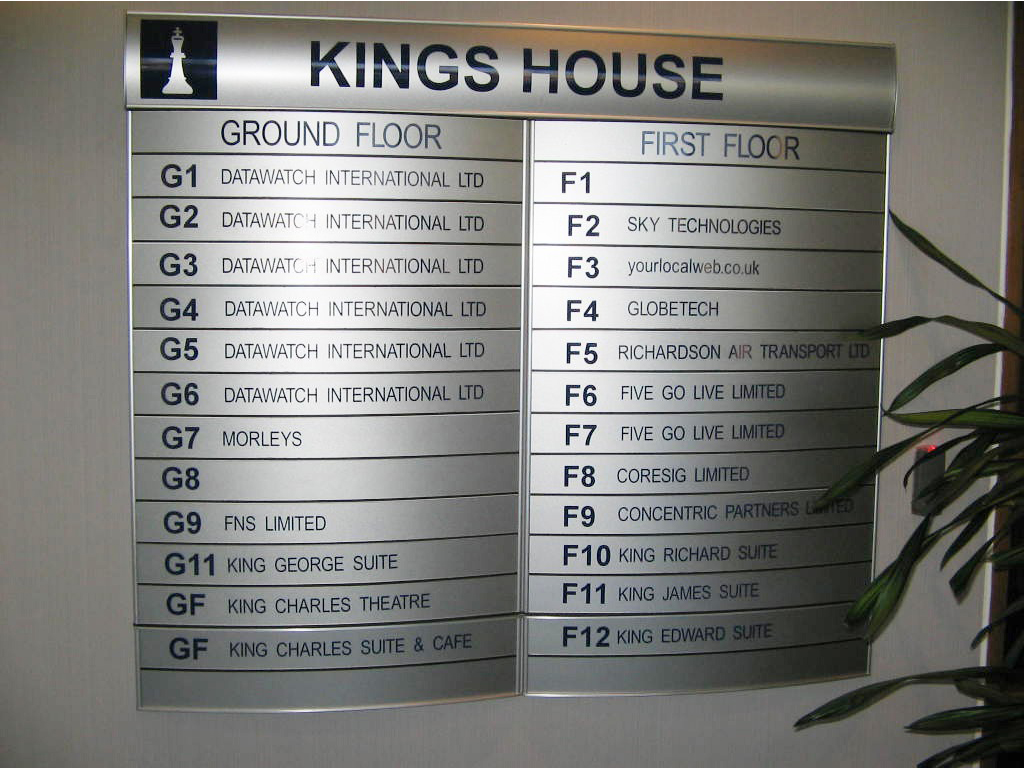 KINGS HOUSE
GROUND FLOOR
G1 DATAWATCH INTERNATIONAL LTD
G2 DATAWATCH INTERNATIONAL LTD
G3 DATAWATCH INTERNATIONAL LTD
G4 DATAWATCH INTERNATIONAL LTD
G5 DATAWATCH INTERNATIONAL LTD
G6 DATAWATCH INTERNATIONAL LTD
G7 MORLEYS
G8
G9 FNS LIMITED
G11 KING GEORGE SUITE
GF KING CHARLES THEATRE
GF KING CHARLES SUITE & CAFE
FIRST FLOOR
F1
F2 SKY TECHNOLOGIES
F3 yourlocalweb.co.uk
F4 GLOBETECH
F5 RICHARDSON AIR TRANSPORT LTD
F6 FIVE GO LIVE LIMITED
F7 FIVE GO LIVE LIMITED
F8 CORESIG LIMITED
F9 CONCENTRIC PARTNERS LIMITED
F10 KING RICHARD SUITE
F11 KING JAMES SUITE
F12 KING EDWARD SUITE